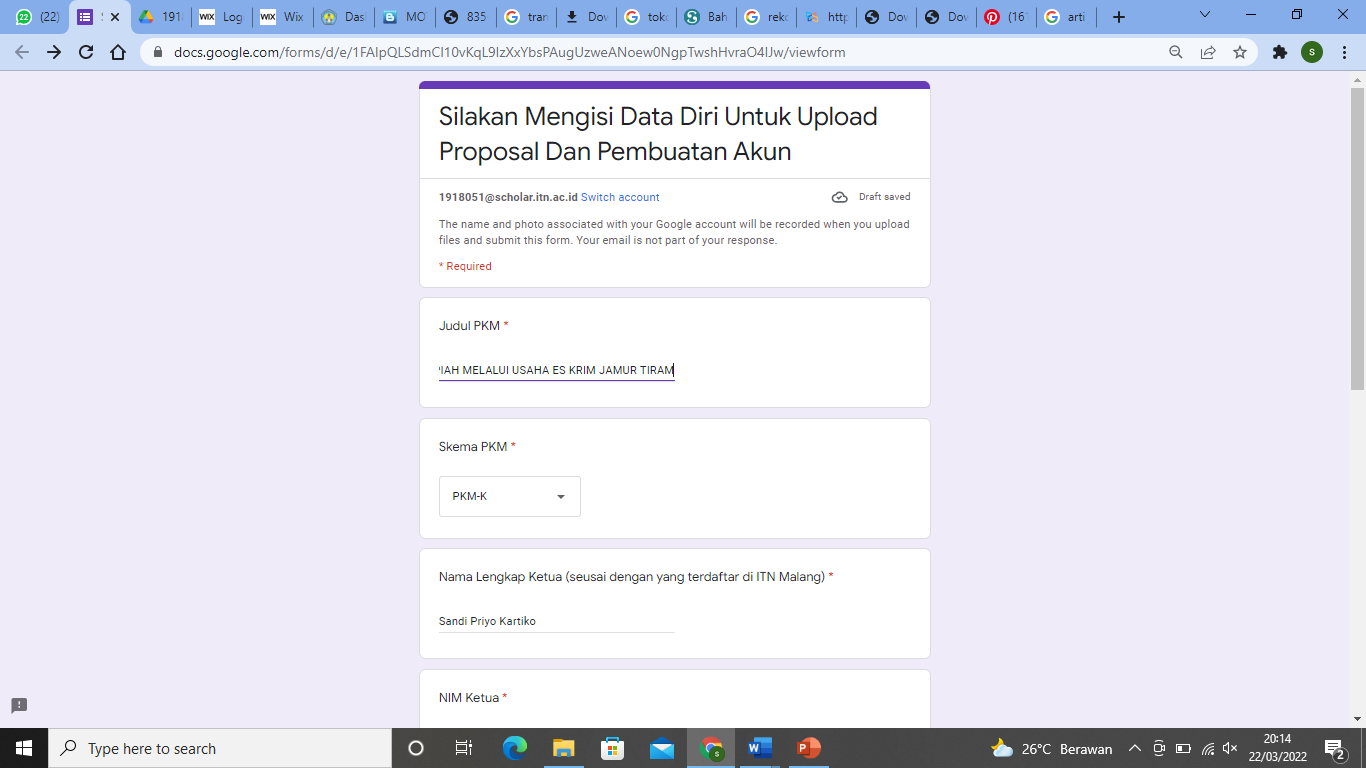 (22)
191
Log
Wix
Das
MO
835
tran
Dov
toko
Bah
reko
http
Dov
Dov
(16
arti
docs.google.com/forms/d/e/1FAIpQLSdmCI10vKqL9IzXxYbsPAugUzweANoew0NgpTwshHvraO4IJw/viewform
Silakan Mengisi Data Diri Untuk Upload
Proposal Dan Pembuatan Akun
1918051@scholar.itn.ac.id Switch account
Draft saved
The name and photo associated with your Google account will be recorded when you upload
files and submit this form. Your email is not part of your response.
* Required
Judul PKM *
IAH MELALUI USAHA ES KRIM JAMUR TIRAM
Skema PKM *
PKM-K
Nama Lengkap Ketua (seusai dengan yang terdaftar di ITN Malang) *
Sandi Priyo Kartiko
NIM Ketua *
Type here to search
26°C Berawan
20:14
22/03/2022
2